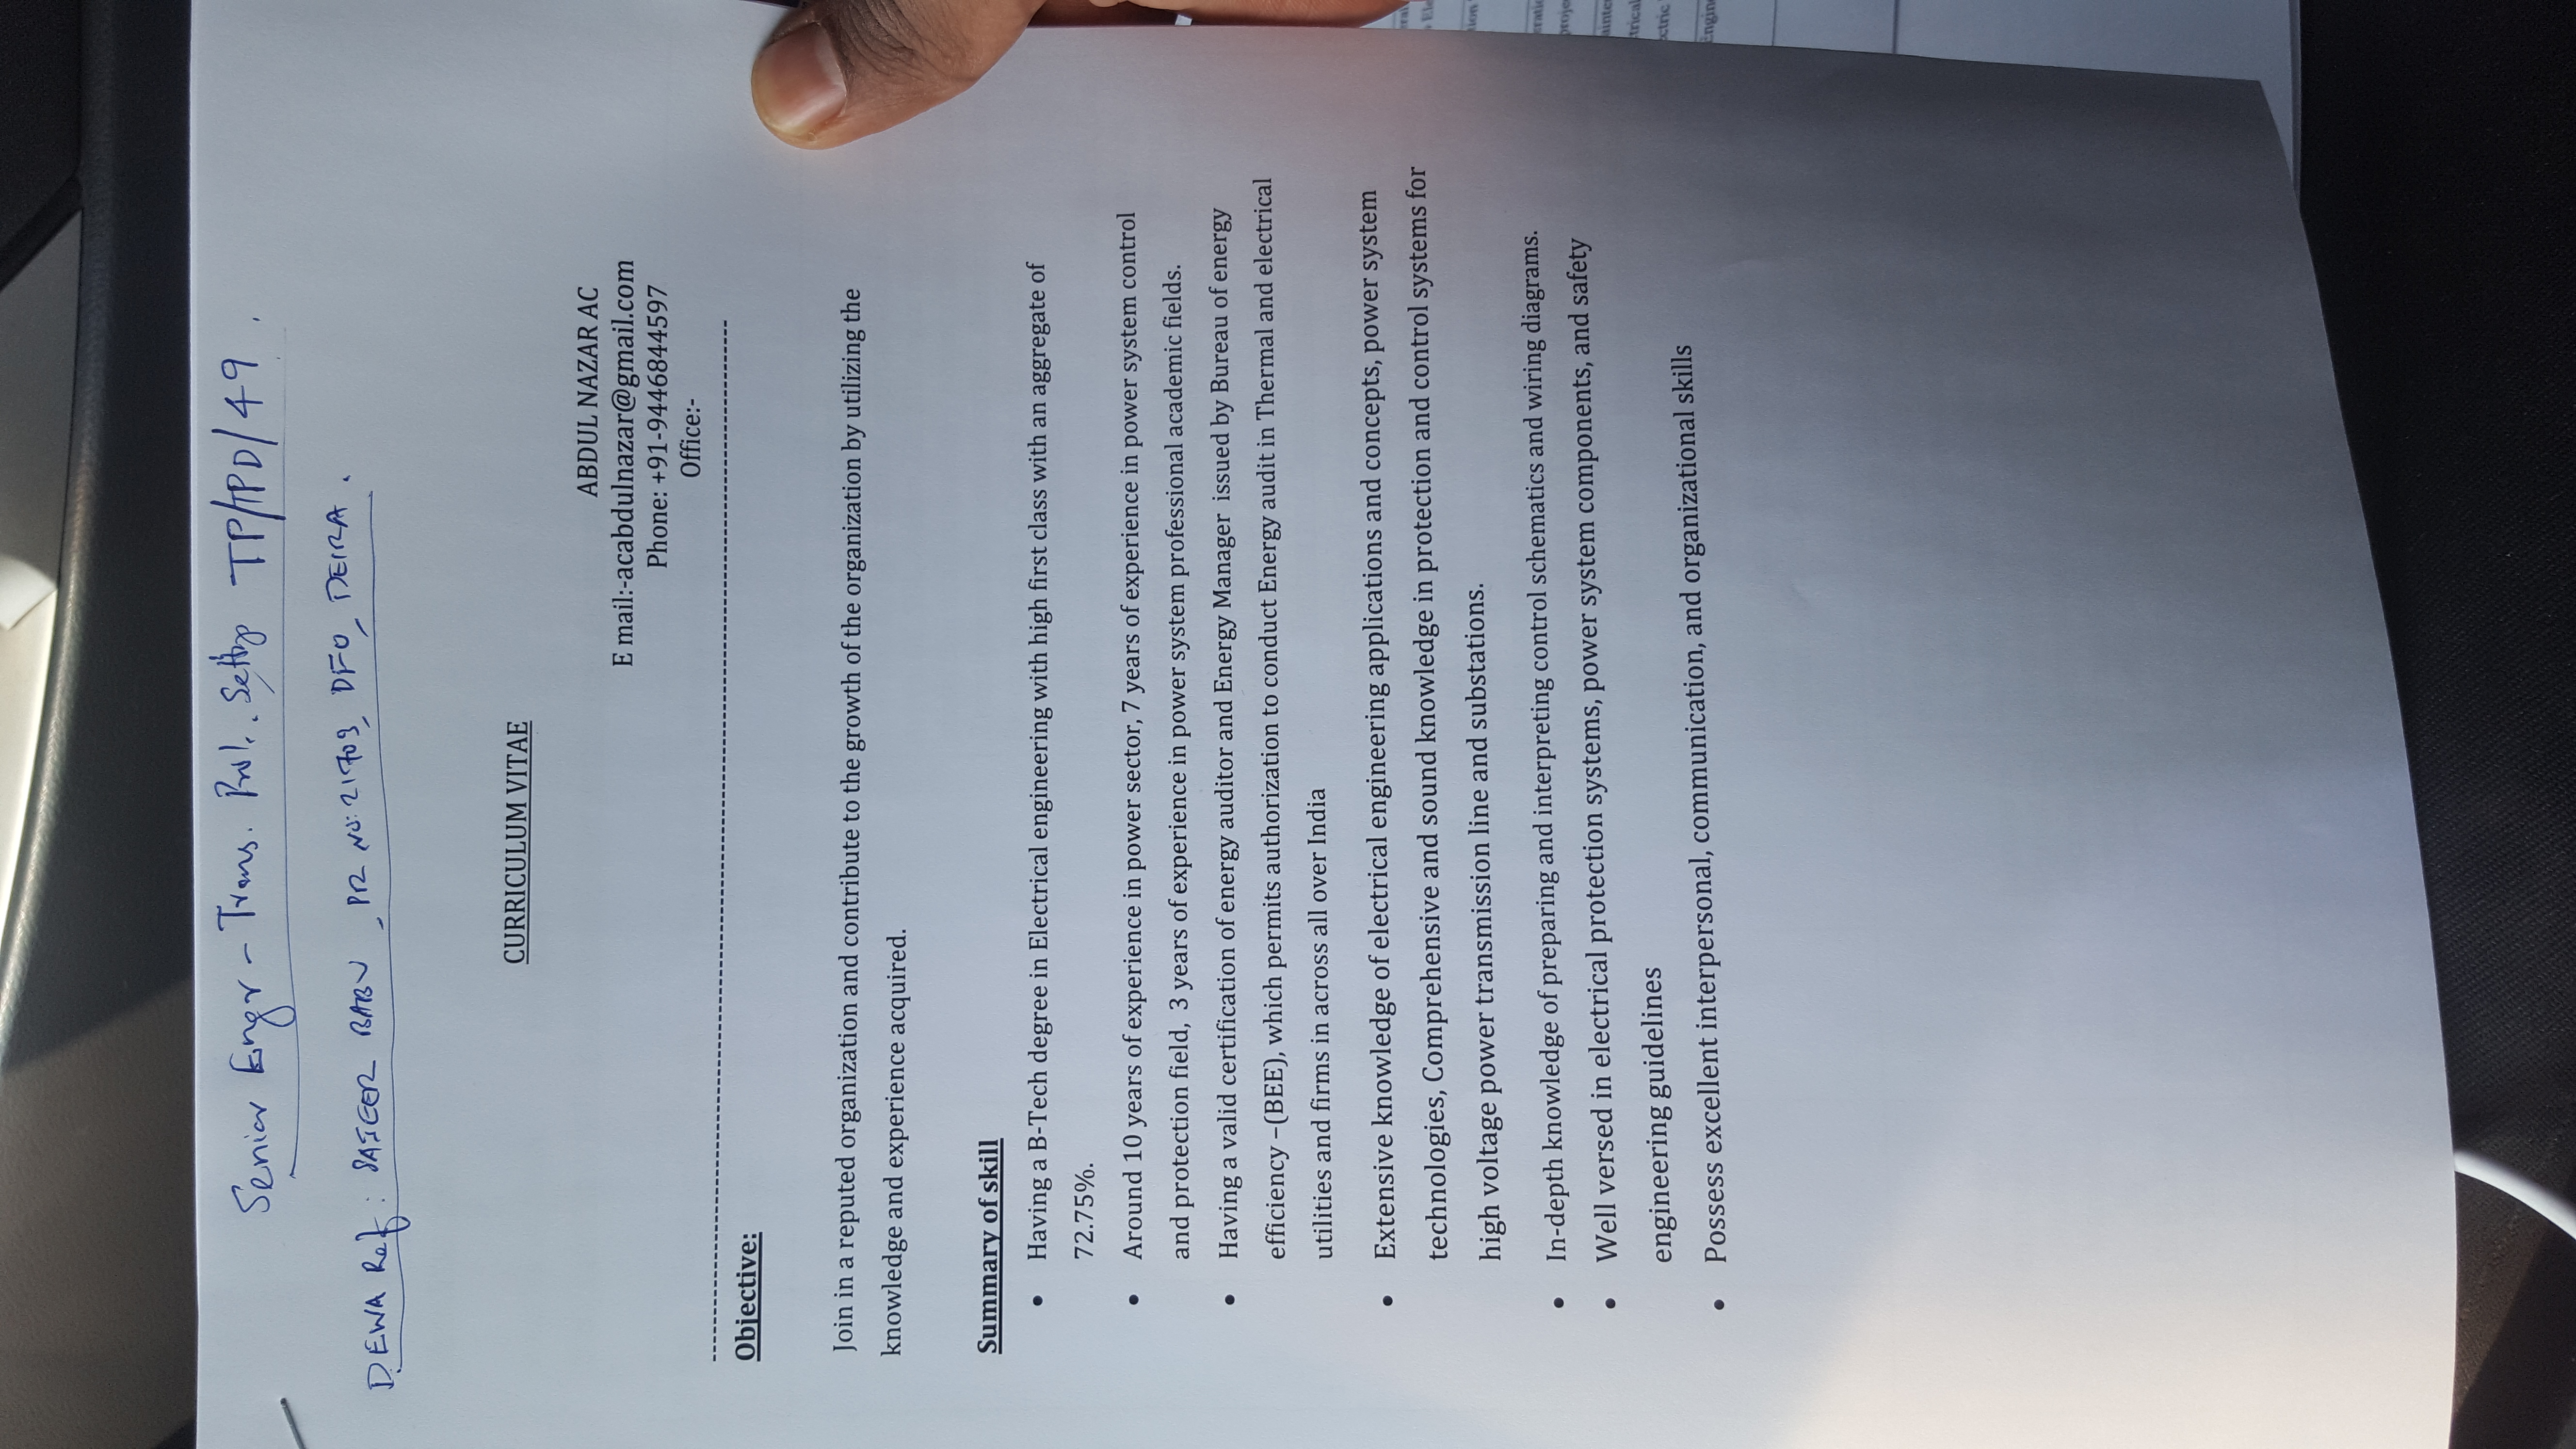 Senior Engr - Trans. Prot. Setting TP/TPD/49.
DEWA Ref: SAJEER BABU, PR NO: 21703, DFO, DEIRA.
CURRICULUM VITAE
ABDUL NAZAR AC
E mail:-acabdulnazar@gmail.com
Phone: +91-9446844597
Office:-
Objective:
Join in a reputed organization and contribute to the growth of the organization by utilizing the
knowledge and experience acquired.
Summary of skill
• Having a B-Tech degree in Electrical engineering with high first class with an aggregate of
72.75%.
• Around 10 years of experience in power sector, 7 years of experience in power system control
and protection field, 3 years of experience in power system professional academic fields.
• Having a valid certification of energy auditor and Energy Manager issued by Bureau of energy
efficiency –(BEE), which permits authorization to conduct Energy audit in Thermal and electrical
utilities and firms in across all over India
• Extensive knowledge of electrical engineering applications and concepts, power system
technologies, Comprehensive and sound knowledge in protection and control systems for
high voltage power transmission line and substations.
• In-depth knowledge of preparing and interpreting control schematics and wiring diagrams.
• Well versed in electrical protection systems, power system components, and safety
engineering guidelines
• Possess excellent interpersonal, communication, and organizational skills